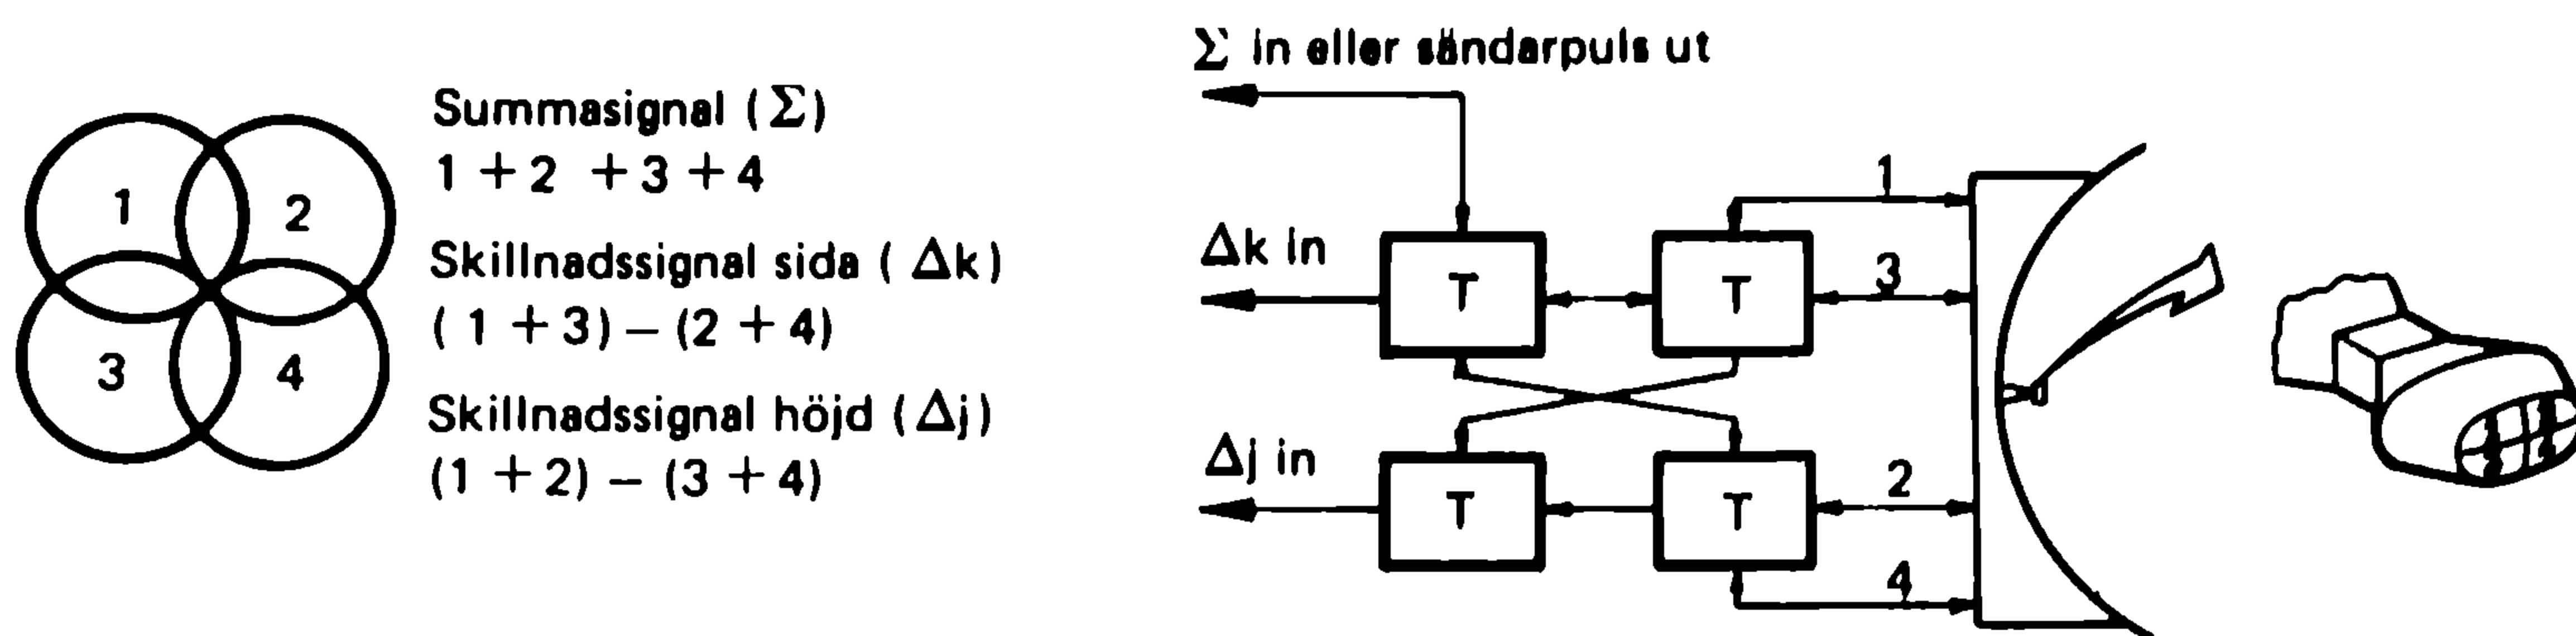 1
2
3
4
Summasignal (Σ)
1 + 2 + 3 + 4
Skillnadssignal sida (Δk)
(1 + 3) – (2 + 4)
Skillnadssignal höjd (Δj)
(1 + 2) – (3 + 4)
Σ in eller sändarpuls ut
Δk in
Δj in
T
T
T
T
1
3
2
4